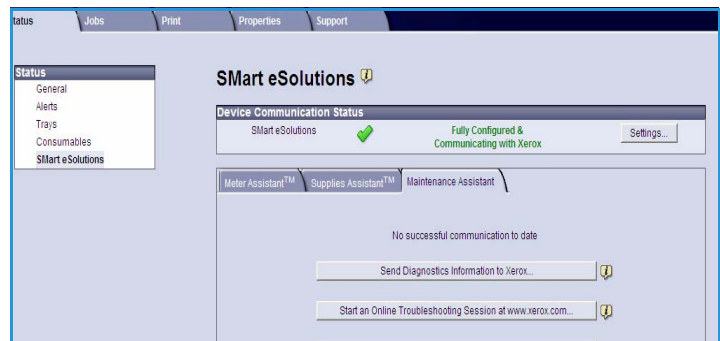 tatus Jobs Print Properties Support
Status
General
Alerts
Trays
Consumables
SMart eSolutions
SMart eSolutions
Device Communication Status
SMart eSolutions Fully Configured & Settings...
Communicating with Xerox
Meter Assistant™ Supplies Assistant™ Maintenance Assistant
No successful communication to date
Send Diagnostics Information to Xerox...
Start an Online Troubleshooting Session at www.xerox.com...